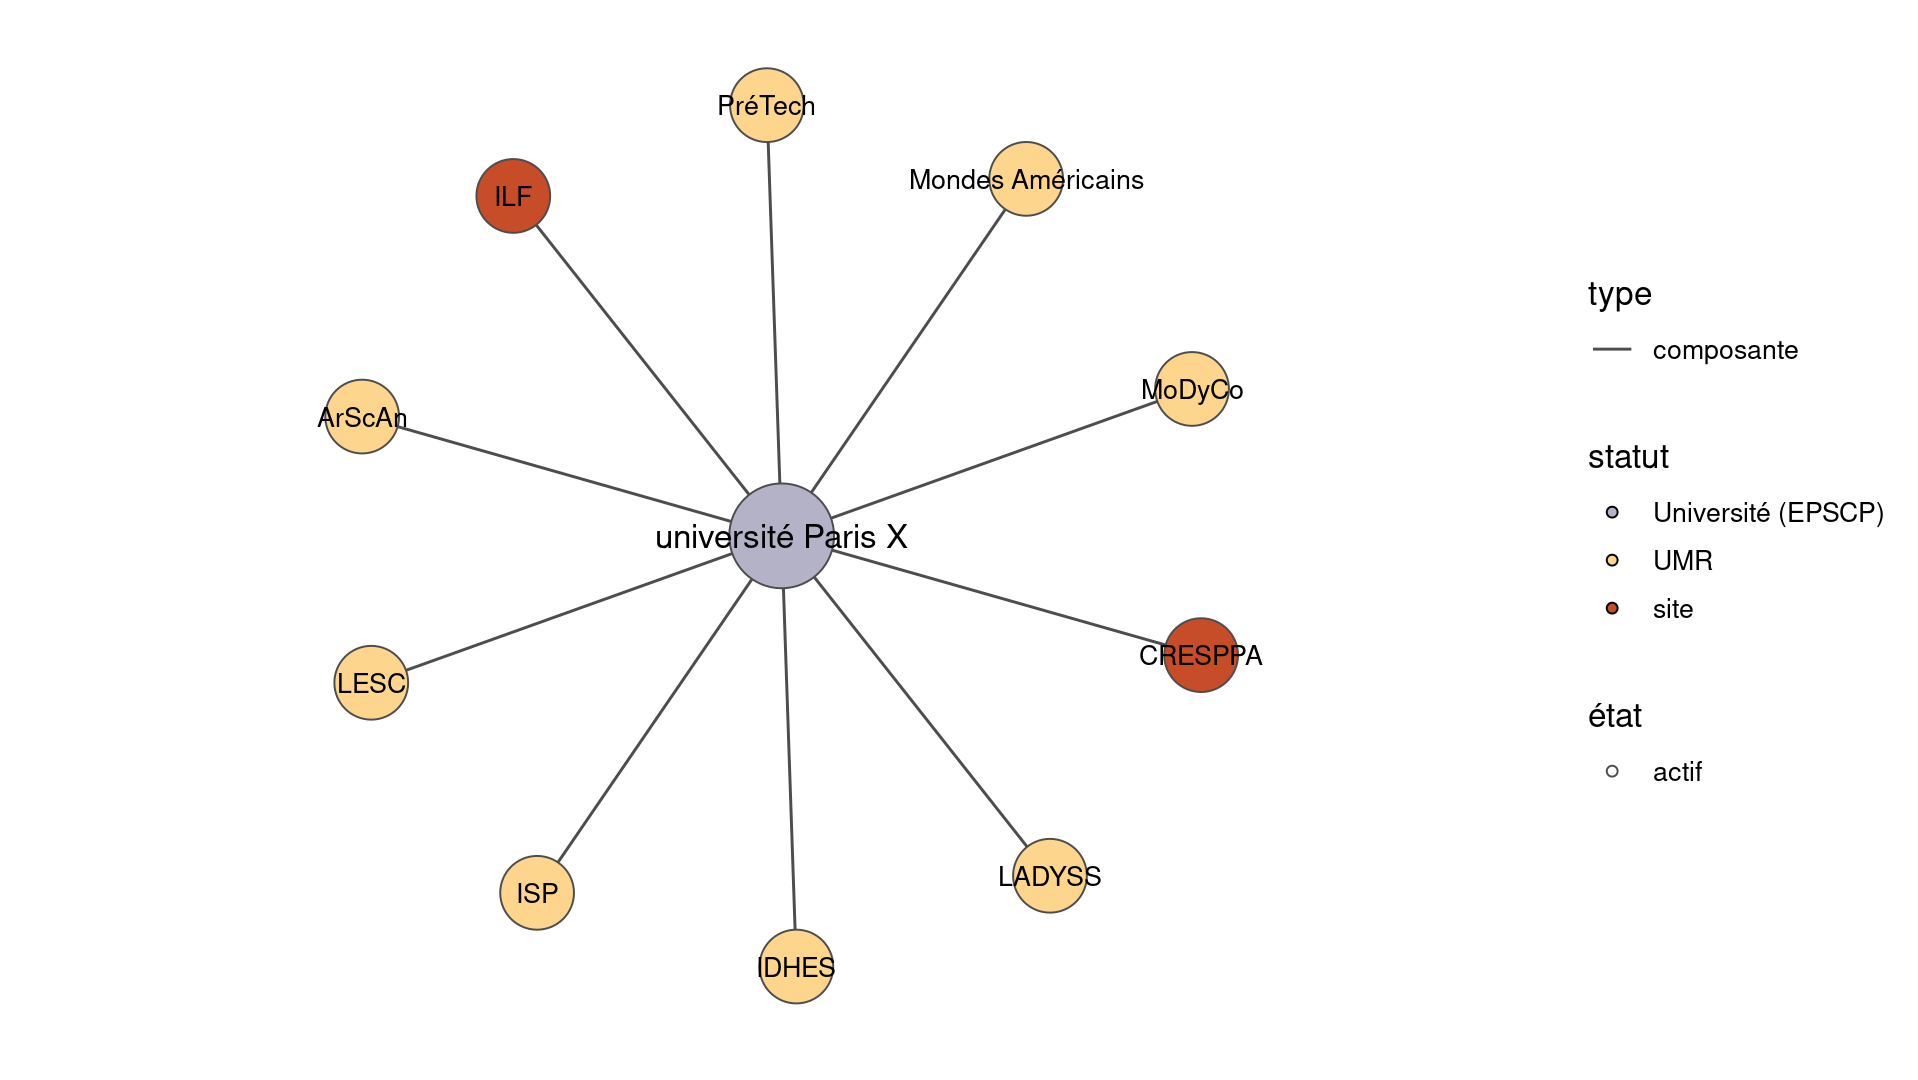 PréTech
Mondes Américains
ILF
MoDyCo
ArScAn
université Paris X
CRESPPA
LESC
LADYSS
ISP
IDHES
type
composante
statut
Université (EPSCP)
UMR
site
état
actif